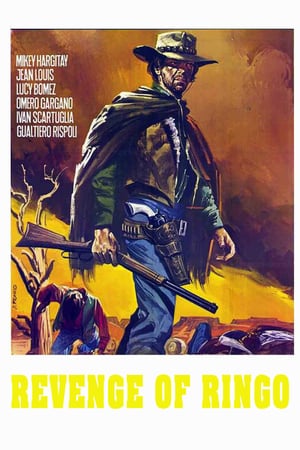 MIKEY HARGITAY
JEAN LOUIS
LUCY BOMEZ
OMERO GARGANO
IVAN SCARTUGLIA
GUALTIERO RISPOLI
REVENGE OF RINGO